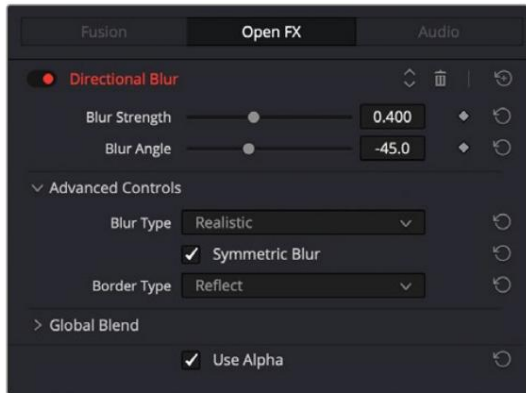 Fusion Open FX Audio
Directional Blur
Blur Strength 0.400
Blur Angle -45.0
Advanced Controls
Blur Type Realistic
Symmetric Blur
Border Type Reflect
Global Blend
Use Alpha